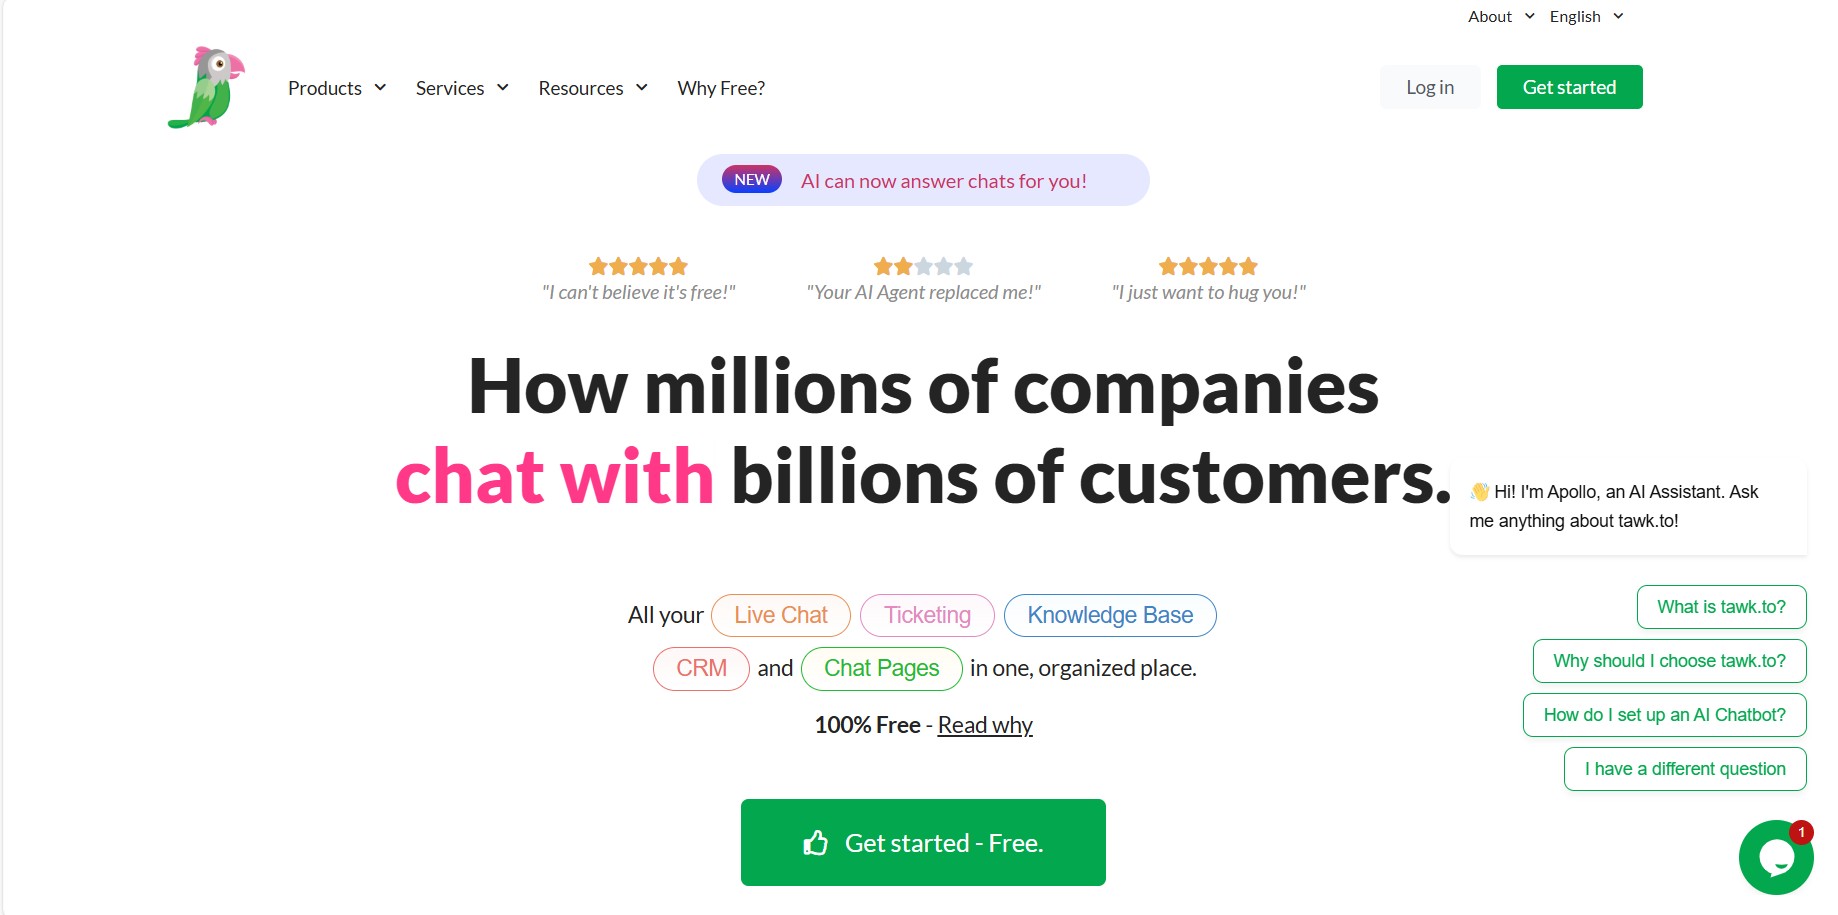 About English
Products Services Resources Why Free? Log in Get started
NEW AI can now answer chats for you!
"I can't believe it's free!" "Your AI Agent replaced me!" "I just want to hug you!"
How millions of companies
chat with billions of customers.
👋 Hi! I'm Apollo, an AI Assistant. Ask
me anything about tawk.to!
All your Live Chat Ticketing Knowledge Base
CRM and Chat Pages in one, organized place.
100% Free - Read why
What is tawk.to?
Why should I choose tawk.to?
How do I set up an AI Chatbot?
I have a different question
Get started - Free.
1